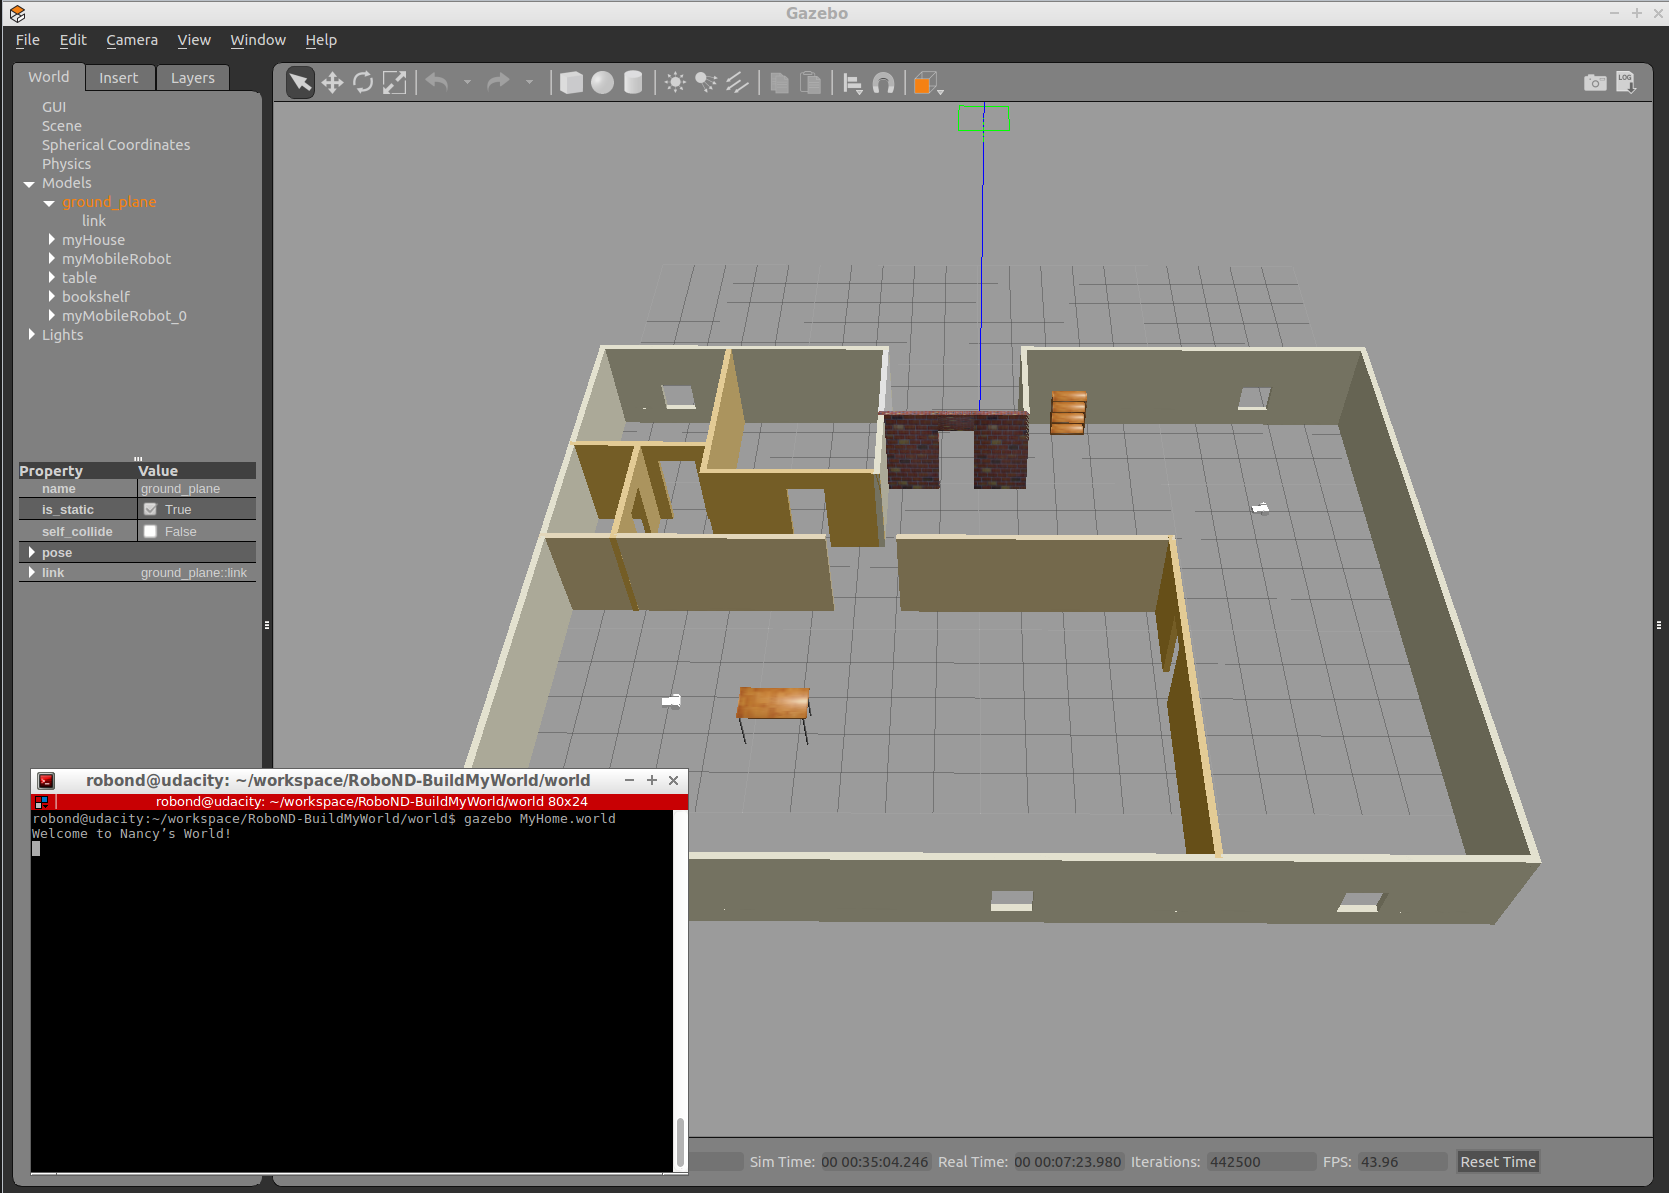 Gazebo
File Edit Camera View Window Help
World Insert Layers
LOG
GUI
Scene
Spherical Coordinates
Physics
Models
ground_plane
link
myHouse
myMobileRobot
table
bookshelf
myMobileRobot_0
Lights
Property Value
name ground_plane
is_static True
self_collide False
pose
link ground_plane::link
robond@udacity: ~/workspace/RoboND-BuildMyWorld/world
robond@udacity: ~/workspace/RoboND-BuildMyWorld/world 80x24
robond@udacity:~/workspace/RoboND-BuildMyWorld/world$ gazebo MyHome.world
Welcome to Nancy’s World!
Sim Time: 00 00:35:04.246 Real Time: 00 00:07:23.980 Iterations: 442500 FPS: 43.96 Reset Time